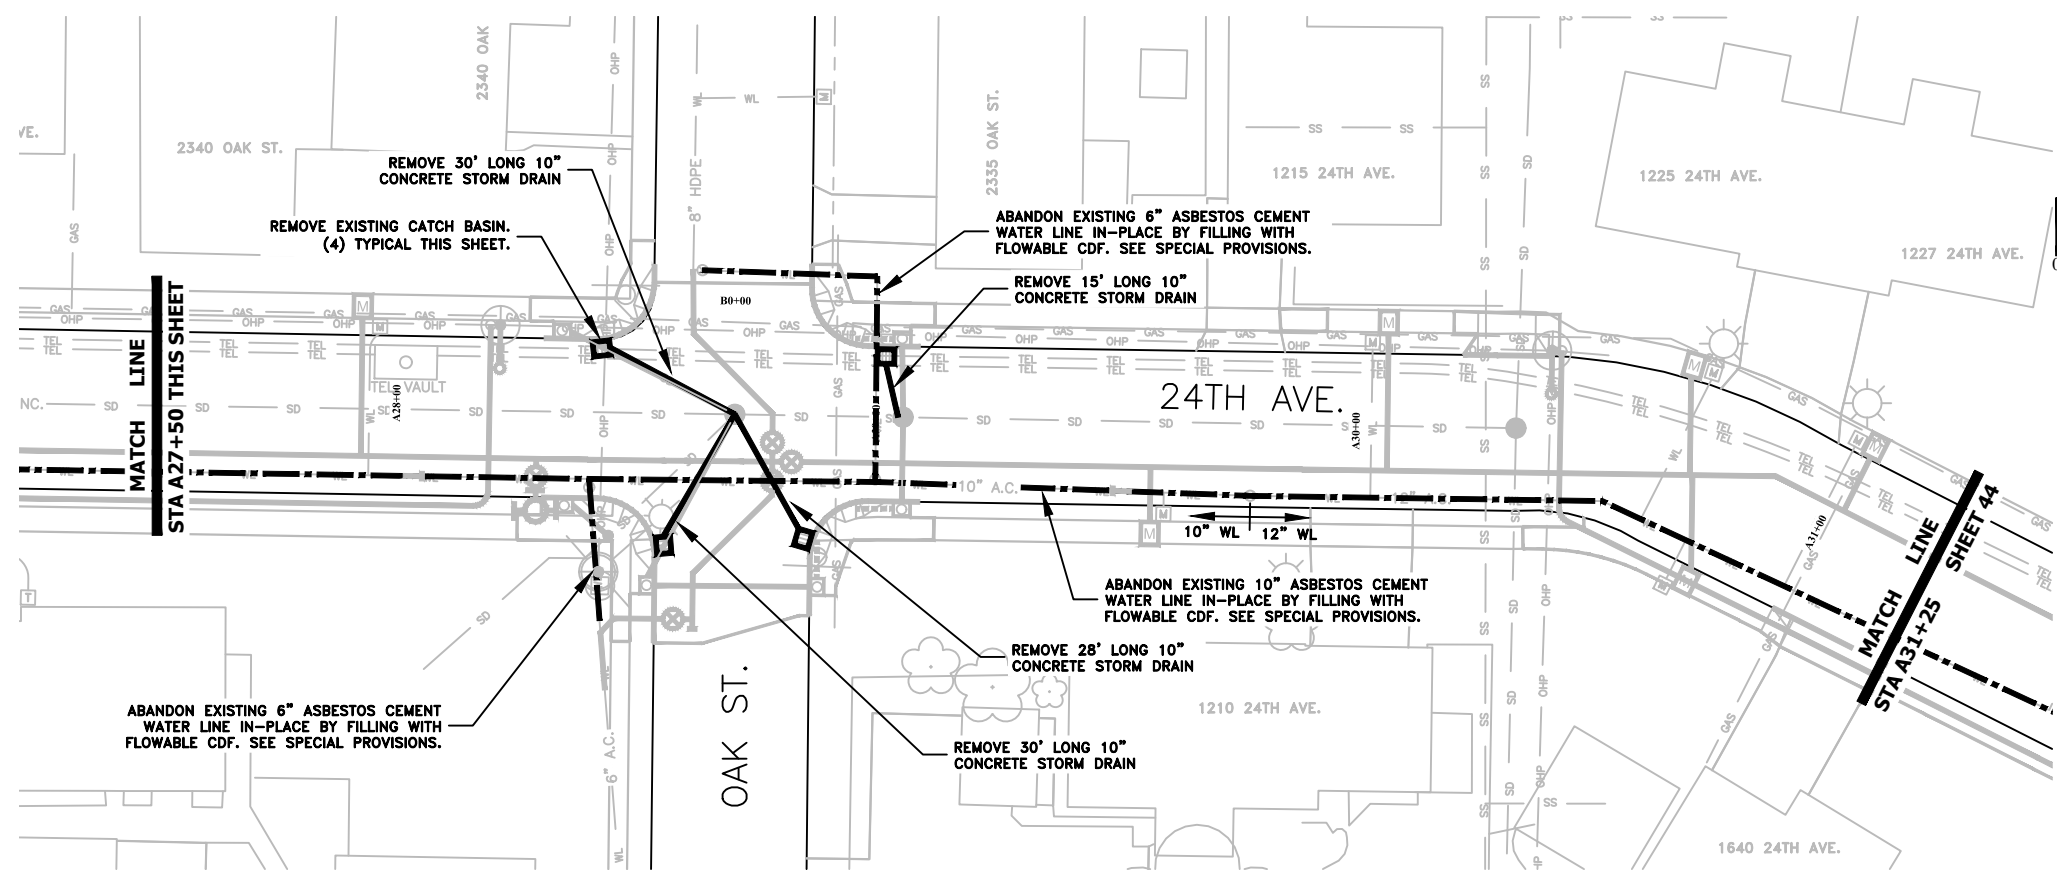 2340 OAK
VE.
2340 OAK ST.
REMOVE 30' LONG 10"
CONCRETE STORM DRAIN
REMOVE EXISTING CATCH BASIN.
(4) TYPICAL THIS SHEET.
8" HDPE
2335 OAK ST.
1215 24TH AVE.
1225 24TH AVE.
1227 24TH AVE.
ABANDON EXISTING 6" ASBESTOS CEMENT
WATER LINE IN-PLACE BY FILLING WITH
FLOWABLE CDF. SEE SPECIAL PROVISIONS.
REMOVE 15' LONG 10"
CONCRETE STORM DRAIN
B0+00
MATCH LINE
STA A27+50 THIS SHEET
TEL VAULT
NC.
A28+00
24TH AVE.
A30+00
10" A.C.
12" A.C.
10" WL
12" WL
A31+00
MATCH LINE
STA A31+25 SHEET 44
ABANDON EXISTING 10" ASBESTOS CEMENT
WATER LINE IN-PLACE BY FILLING WITH
FLOWABLE CDF. SEE SPECIAL PROVISIONS.
REMOVE 28' LONG 10"
CONCRETE STORM DRAIN
ABANDON EXISTING 6" ASBESTOS CEMENT
WATER LINE IN-PLACE BY FILLING WITH
FLOWABLE CDF. SEE SPECIAL PROVISIONS.
6" A.C.
OAK ST.
REMOVE 30' LONG 10"
CONCRETE STORM DRAIN
1210 24TH AVE.
1640 24TH AVE.